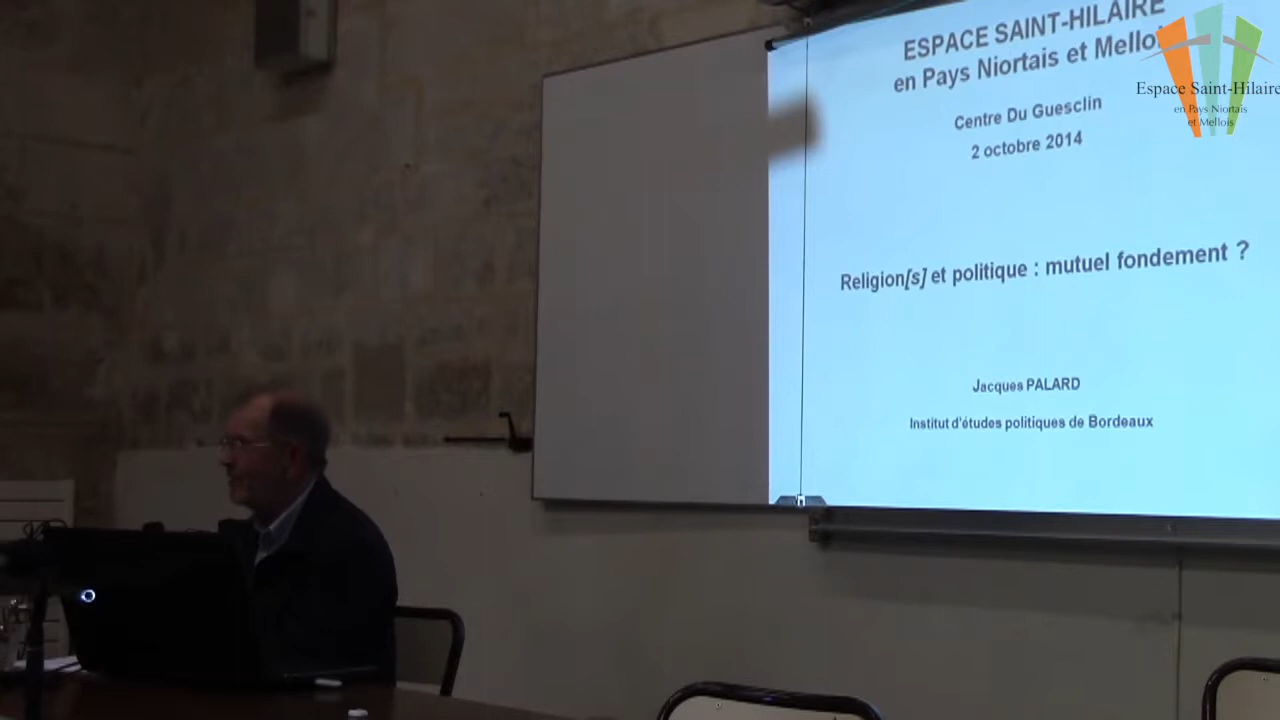 ESPACE SAINT-HILAIRE
en Pays Niortais et Mellois
Centre Du Guesclin
2 octobre 2014
Religion[s] et politique : mutuel fondement ?
Jacques PALARD
Institut d'études politiques de Bordeaux
Espace Saint-Hilaire
en Pays Niortais
et Mellois